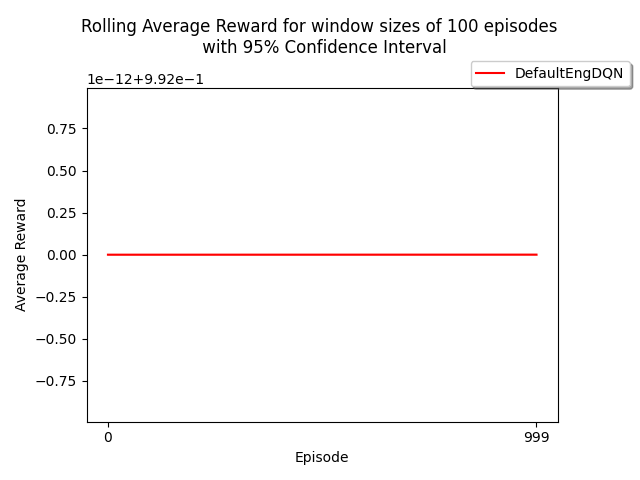 Rolling Average Reward for window sizes of 100 episodes
with 95% Confidence Interval
1e−12+9.92e−1
DefaultEngDQN
0.75
0.50
0.25
0.00
−0.25
−0.50
−0.75
Average Reward
0
999
Episode